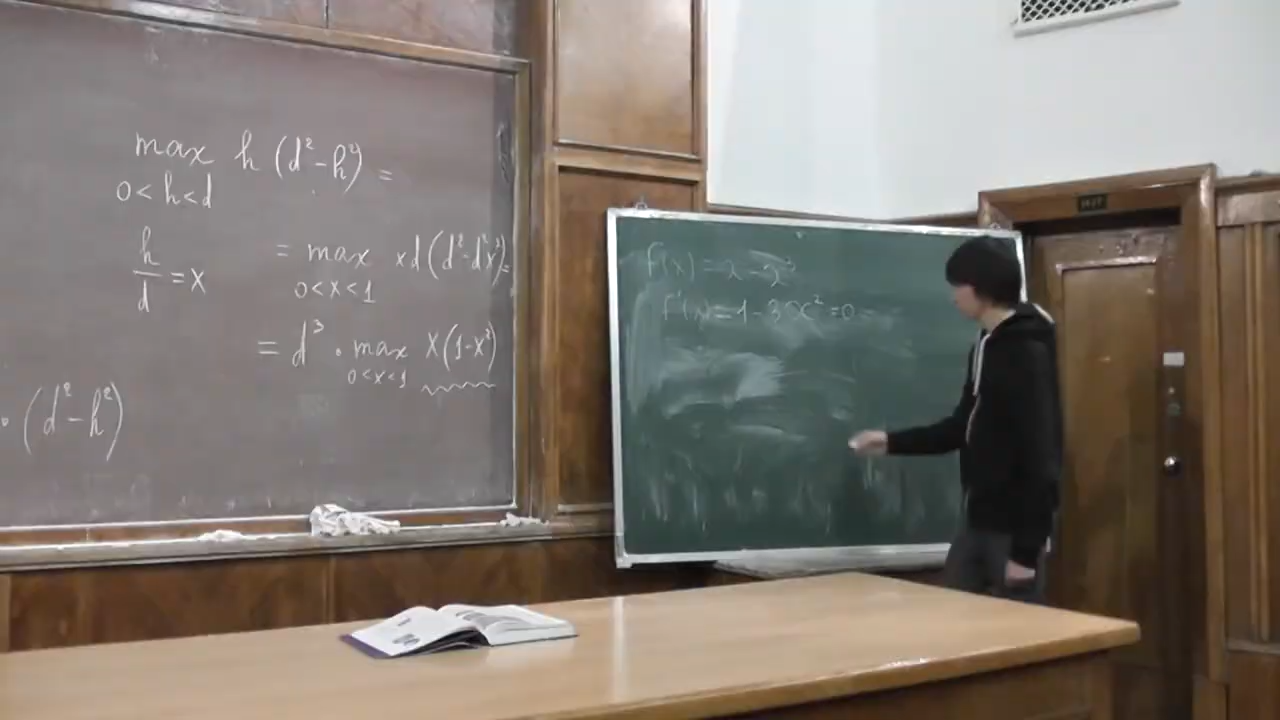 max h (d²-h²) =
0<h<d
h/d = x
= max xd(d²-d²x²)=
0<x<1
= d³ · max x(1-x²)
0<x<1
· (d²-h²)
f(x) = x - x³
f'(x) = 1 - 3x² = 0